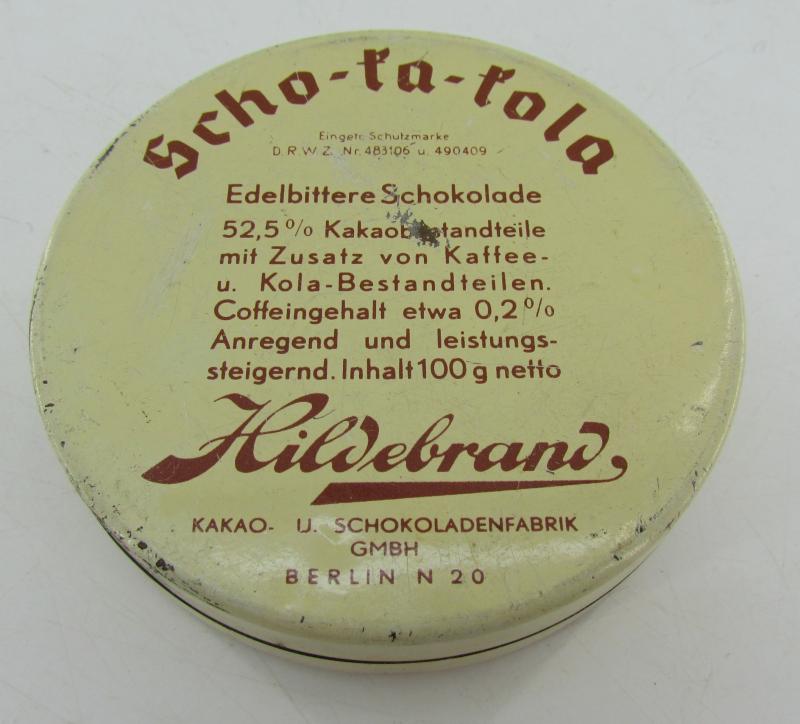 Scho-ka-kola
Eingetr. Schutzmarke
D.R.W.Z. Nr. 483106 u. 490409
Edelbittere Schokolade
52,5% Kakaobestandteile
mit Zusatz von Kaffee-
u. Kola-Bestandteilen.
Coffeingehalt etwa 0,2%
Anregend und leistungs-
steigernd. Inhalt 100 g netto
Hildebrand
KAKAO- U. SCHOKOLADENFABRIK
GMBH
BERLIN N 20